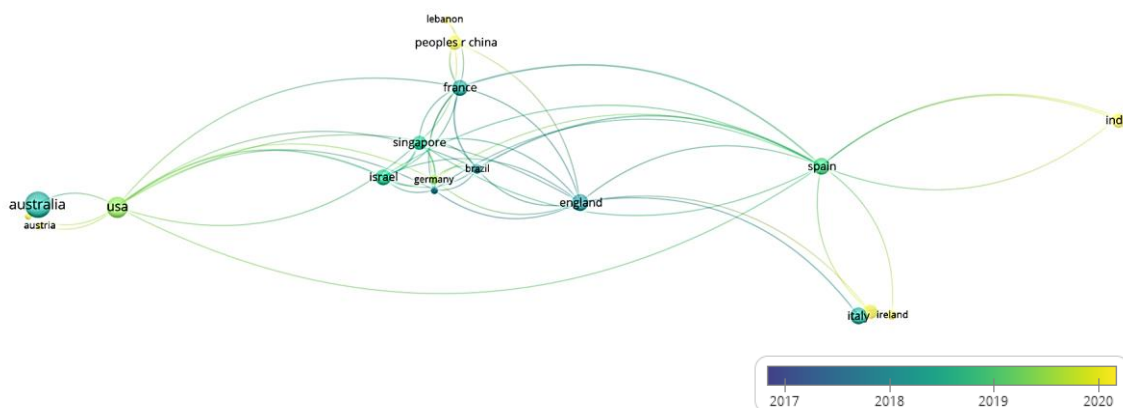 lebanon
peoples r china
france
ind
singapore
brazil
spain
israel
germany
australia
usa
england
austria
italy
ireland
2017 2018 2019 2020